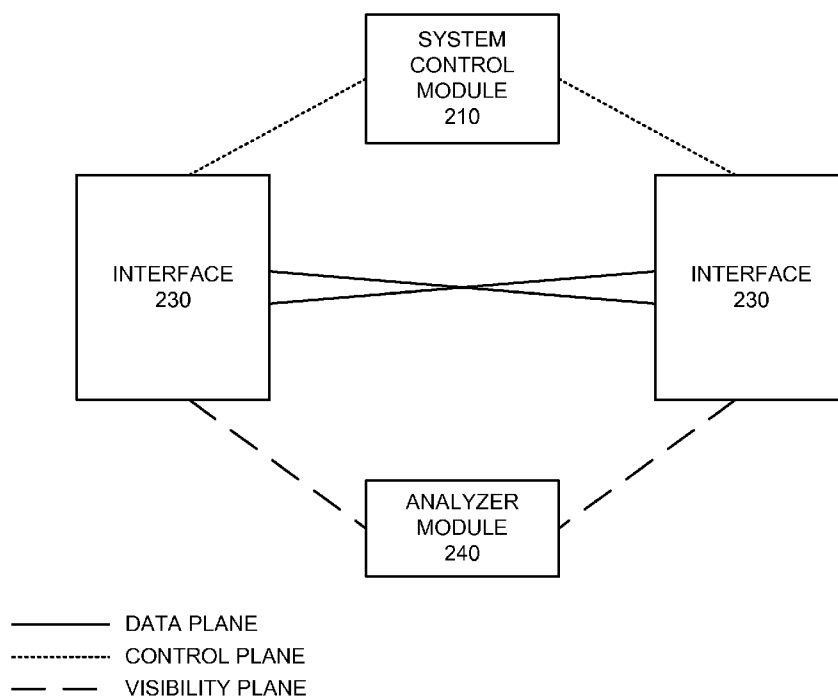 SYSTEM
CONTROL
MODULE
210
INTERFACE
230
INTERFACE
230
ANALYZER
MODULE
240
DATA PLANE
CONTROL PLANE
VISIBILITY PLANE